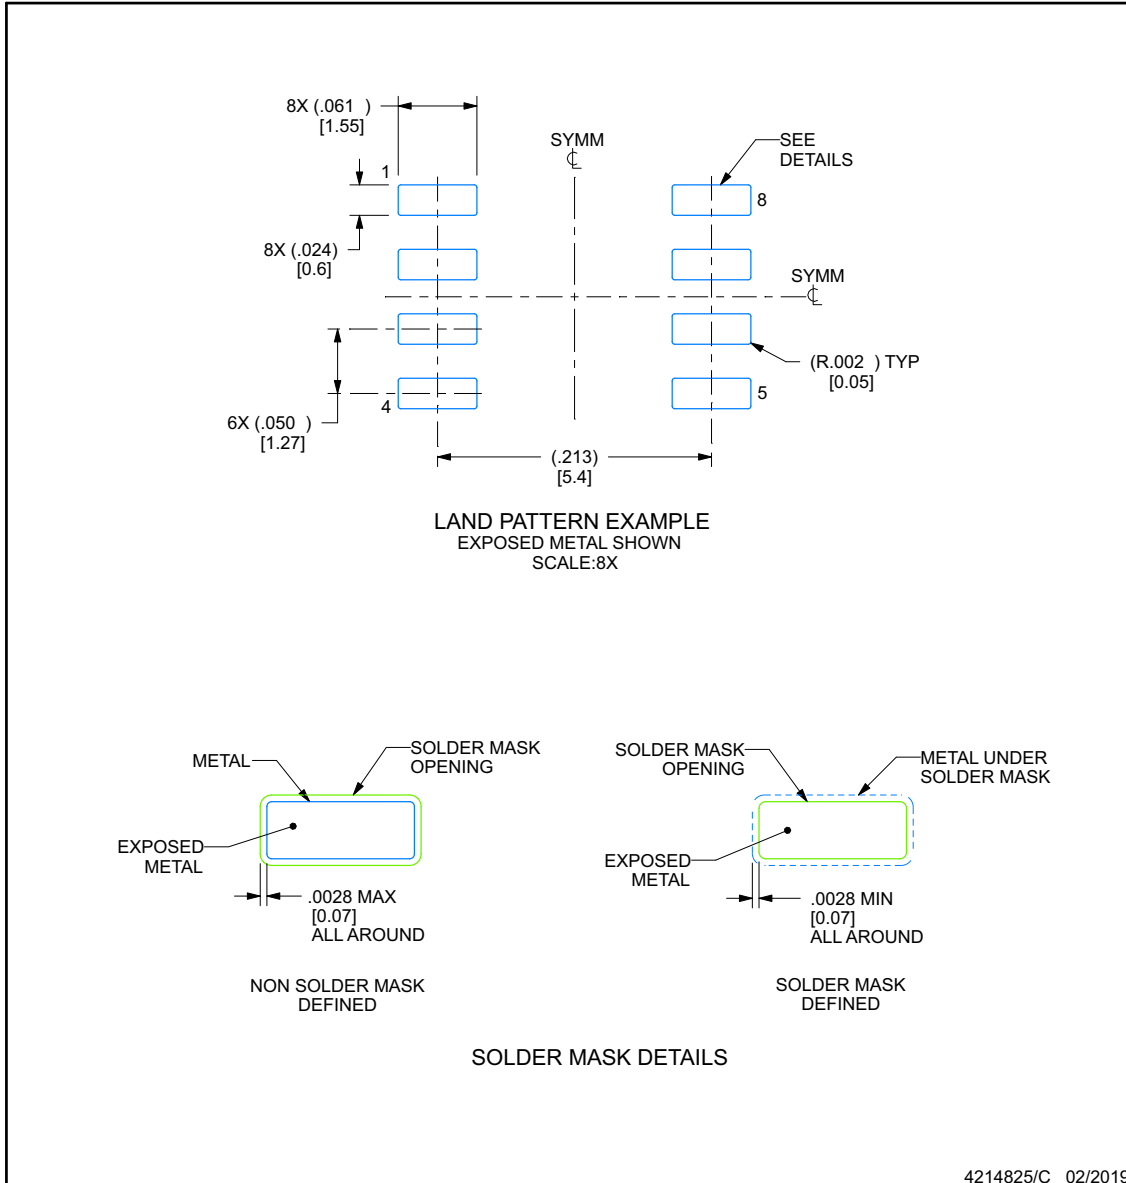 8X (.061 )
[1.55]
SYMM
℄
SEE
DETAILS
1
8
8X (.024)
[0.6]
SYMM
℄
(R.002 ) TYP
[0.05]
4
5
6X (.050 )
[1.27]
(.213)
[5.4]
LAND PATTERN EXAMPLE
EXPOSED METAL SHOWN
SCALE:8X
METAL
SOLDER MASK
OPENING
EXPOSED
METAL
.0028 MAX
[0.07]
ALL AROUND
NON SOLDER MASK
DEFINED
SOLDER MASK
OPENING
METAL UNDER
SOLDER MASK
EXPOSED
METAL
.0028 MIN
[0.07]
ALL AROUND
SOLDER MASK
DEFINED
SOLDER MASK DETAILS
4214825/C 02/2019